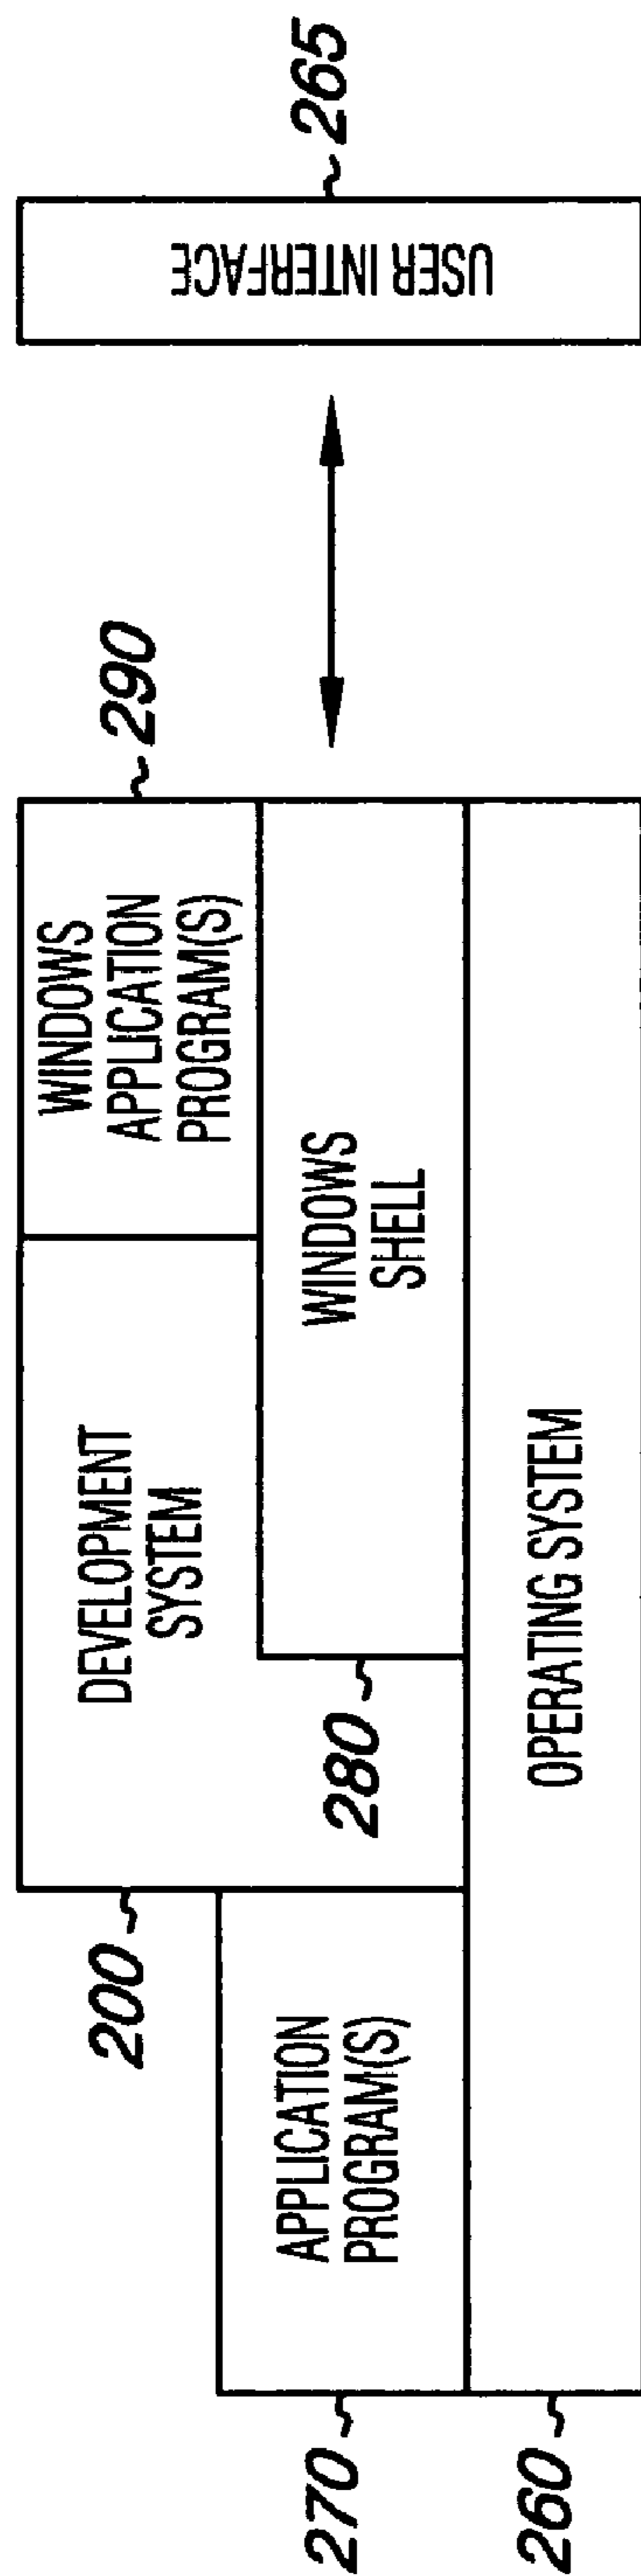 200
DEVELOPMENT
SYSTEM
WINDOWS
APPLICATION
PROGRAM(S)
290
270
APPLICATION
PROGRAM(S)
280
WINDOWS
SHELL
260
OPERATING SYSTEM
USER INTERFACE
265